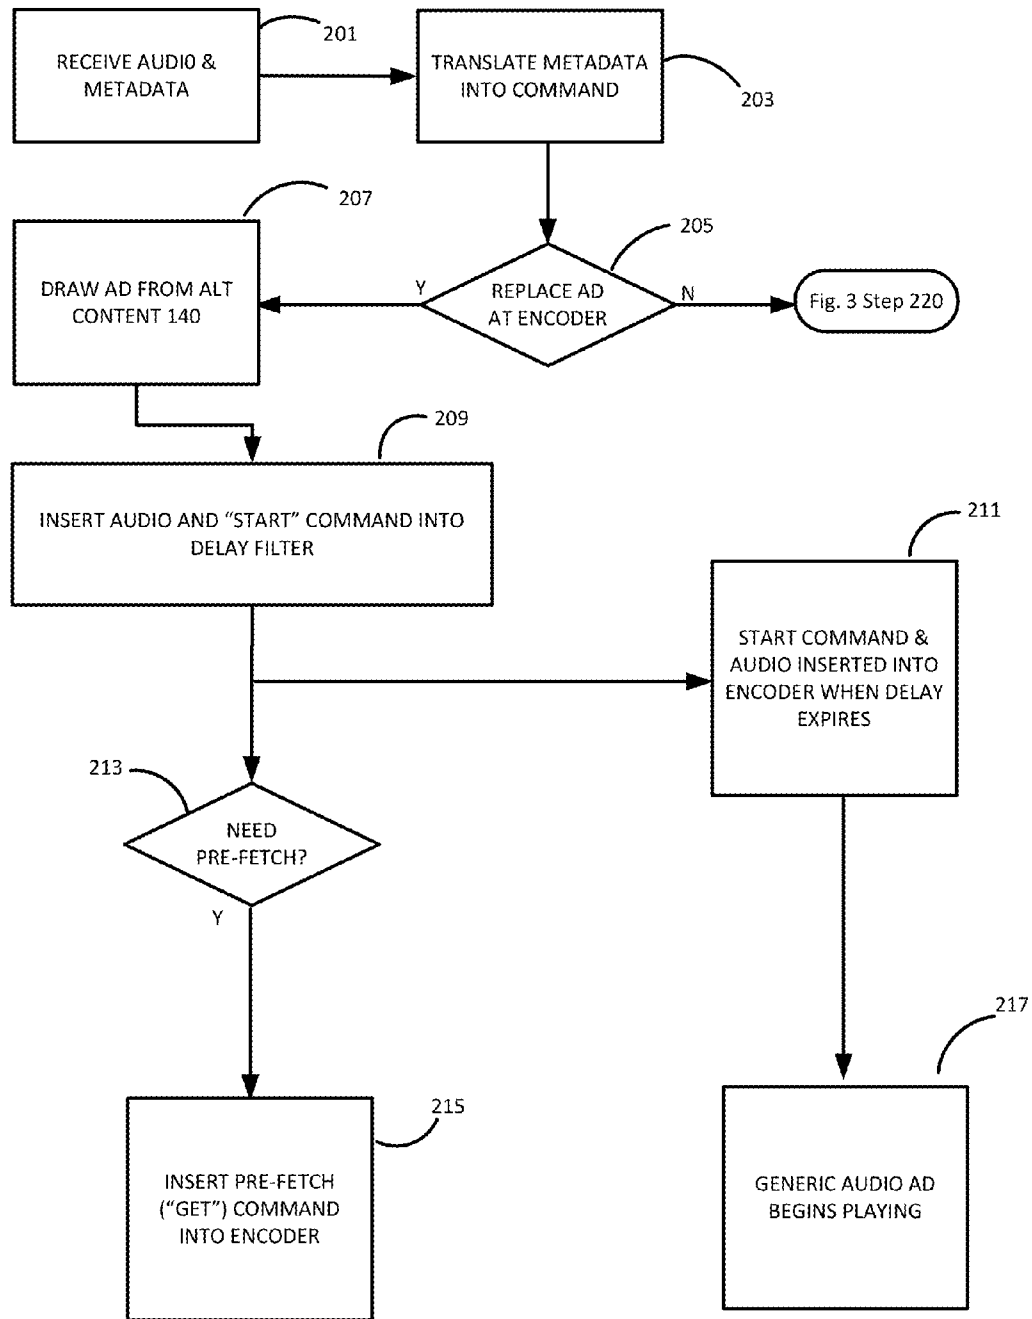 201
RECEIVE AUDI0 &
METADATA
TRANSLATE METADATA
INTO COMMAND
203
207
205
DRAW AD FROM ALT
CONTENT 140
Y
REPLACE AD
AT ENCODER
N
Fig. 3 Step 220
209
INSERT AUDIO AND “START” COMMAND INTO
DELAY FILTER
211
START COMMAND &
AUDIO INSERTED INTO
ENCODER WHEN DELAY
EXPIRES
213
NEED
PRE-FETCH?
Y
215
INSERT PRE-FETCH
(“GET”) COMMAND
INTO ENCODER
217
GENERIC AUDIO AD
BEGINS PLAYING